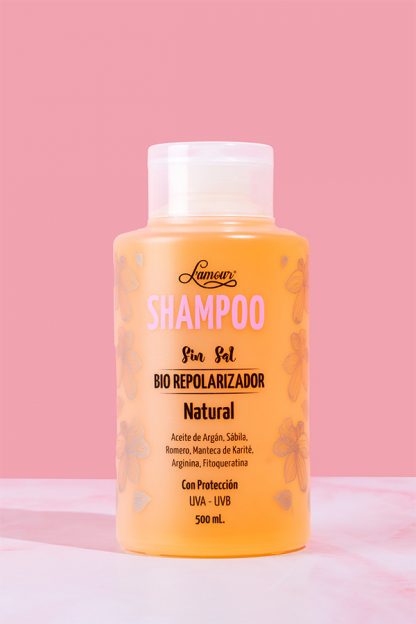 Lamour
SHAMPOO
Sin Sal
BIO REPOLARIZADOR
Natural
Aceite de Argán, Sábila,
Romero, Manteca de Karité,
Arginina, Fitoqueratina
Con Protección
UVA - UVB
500 mL.